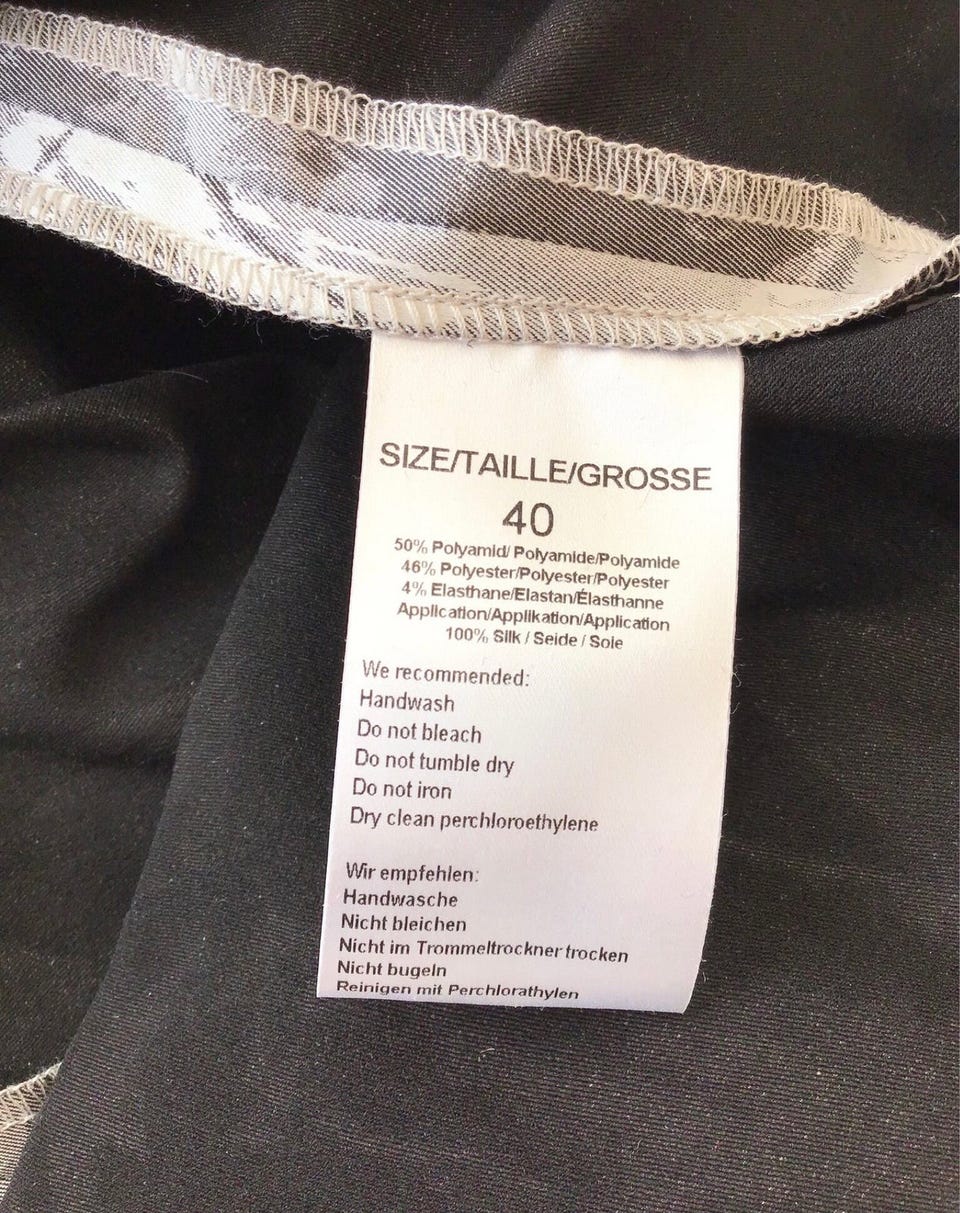 SIZE/TAILLE/GROSSE
40
50% Polyamid/ Polyamide/Polyamide
46% Polyester/Polyester/Polyester
4% Elasthane/Elastan/Élasthanne
Application/Applikation/Application
100% Silk / Seide / Soie
We recommended:
Handwash
Do not bleach
Do not tumble dry
Do not iron
Dry clean perchloroethylene
Wir empfehlen:
Handwasche
Nicht bleichen
Nicht im Trommeltrockner trocken
Nicht bugeln
Reinigen mit Perchlorathylen